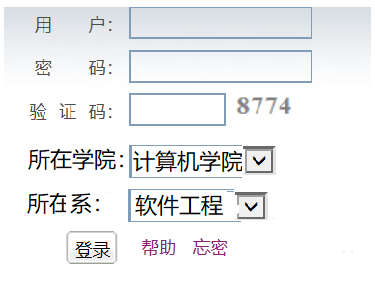 用 户：
密 码：
验 证 码： 8774
所在学院： 计算机学院
所在系： 软件工程
登录 帮助 忘密